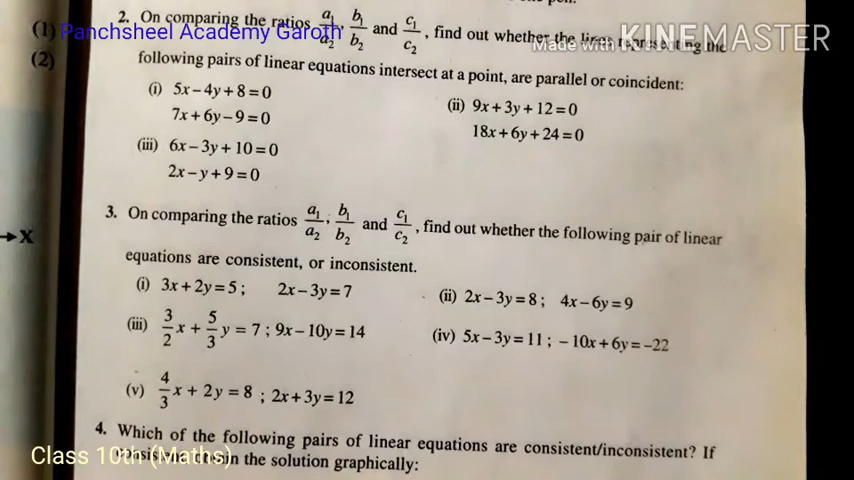 2. On comparing the ratios a₁/a₂, b₁/b₂ and c₁/c₂, find out whether the lines representing the
(1) Panchsheel Academy Garoth
Made with KINEMASTER
(2)
following pairs of linear equations intersect at a point, are parallel or coincident:
(i) 5x – 4y + 8 = 0 (ii) 9x + 3y + 12 = 0
7x + 6y – 9 = 0 18x + 6y + 24 = 0
(iii) 6x – 3y + 10 = 0
2x – y + 9 = 0
3. On comparing the ratios a₁/a₂, b₁/b₂ and c₁/c₂, find out whether the following pair of linear
→X
equations are consistent, or inconsistent.
(i) 3x + 2y = 5 ; 2x – 3y = 7 (ii) 2x – 3y = 8 ; 4x – 6y = 9
(iii) 3/2 x + 5/3 y = 7 ; 9x – 10y = 14 (iv) 5x – 3y = 11 ; – 10x + 6y = –22
(v) 4/3 x + 2y = 8 ; 2x + 3y = 12
4. Which of the following pairs of linear equations are consistent/inconsistent? If
Class 10th (Maths)
in the solution graphically: